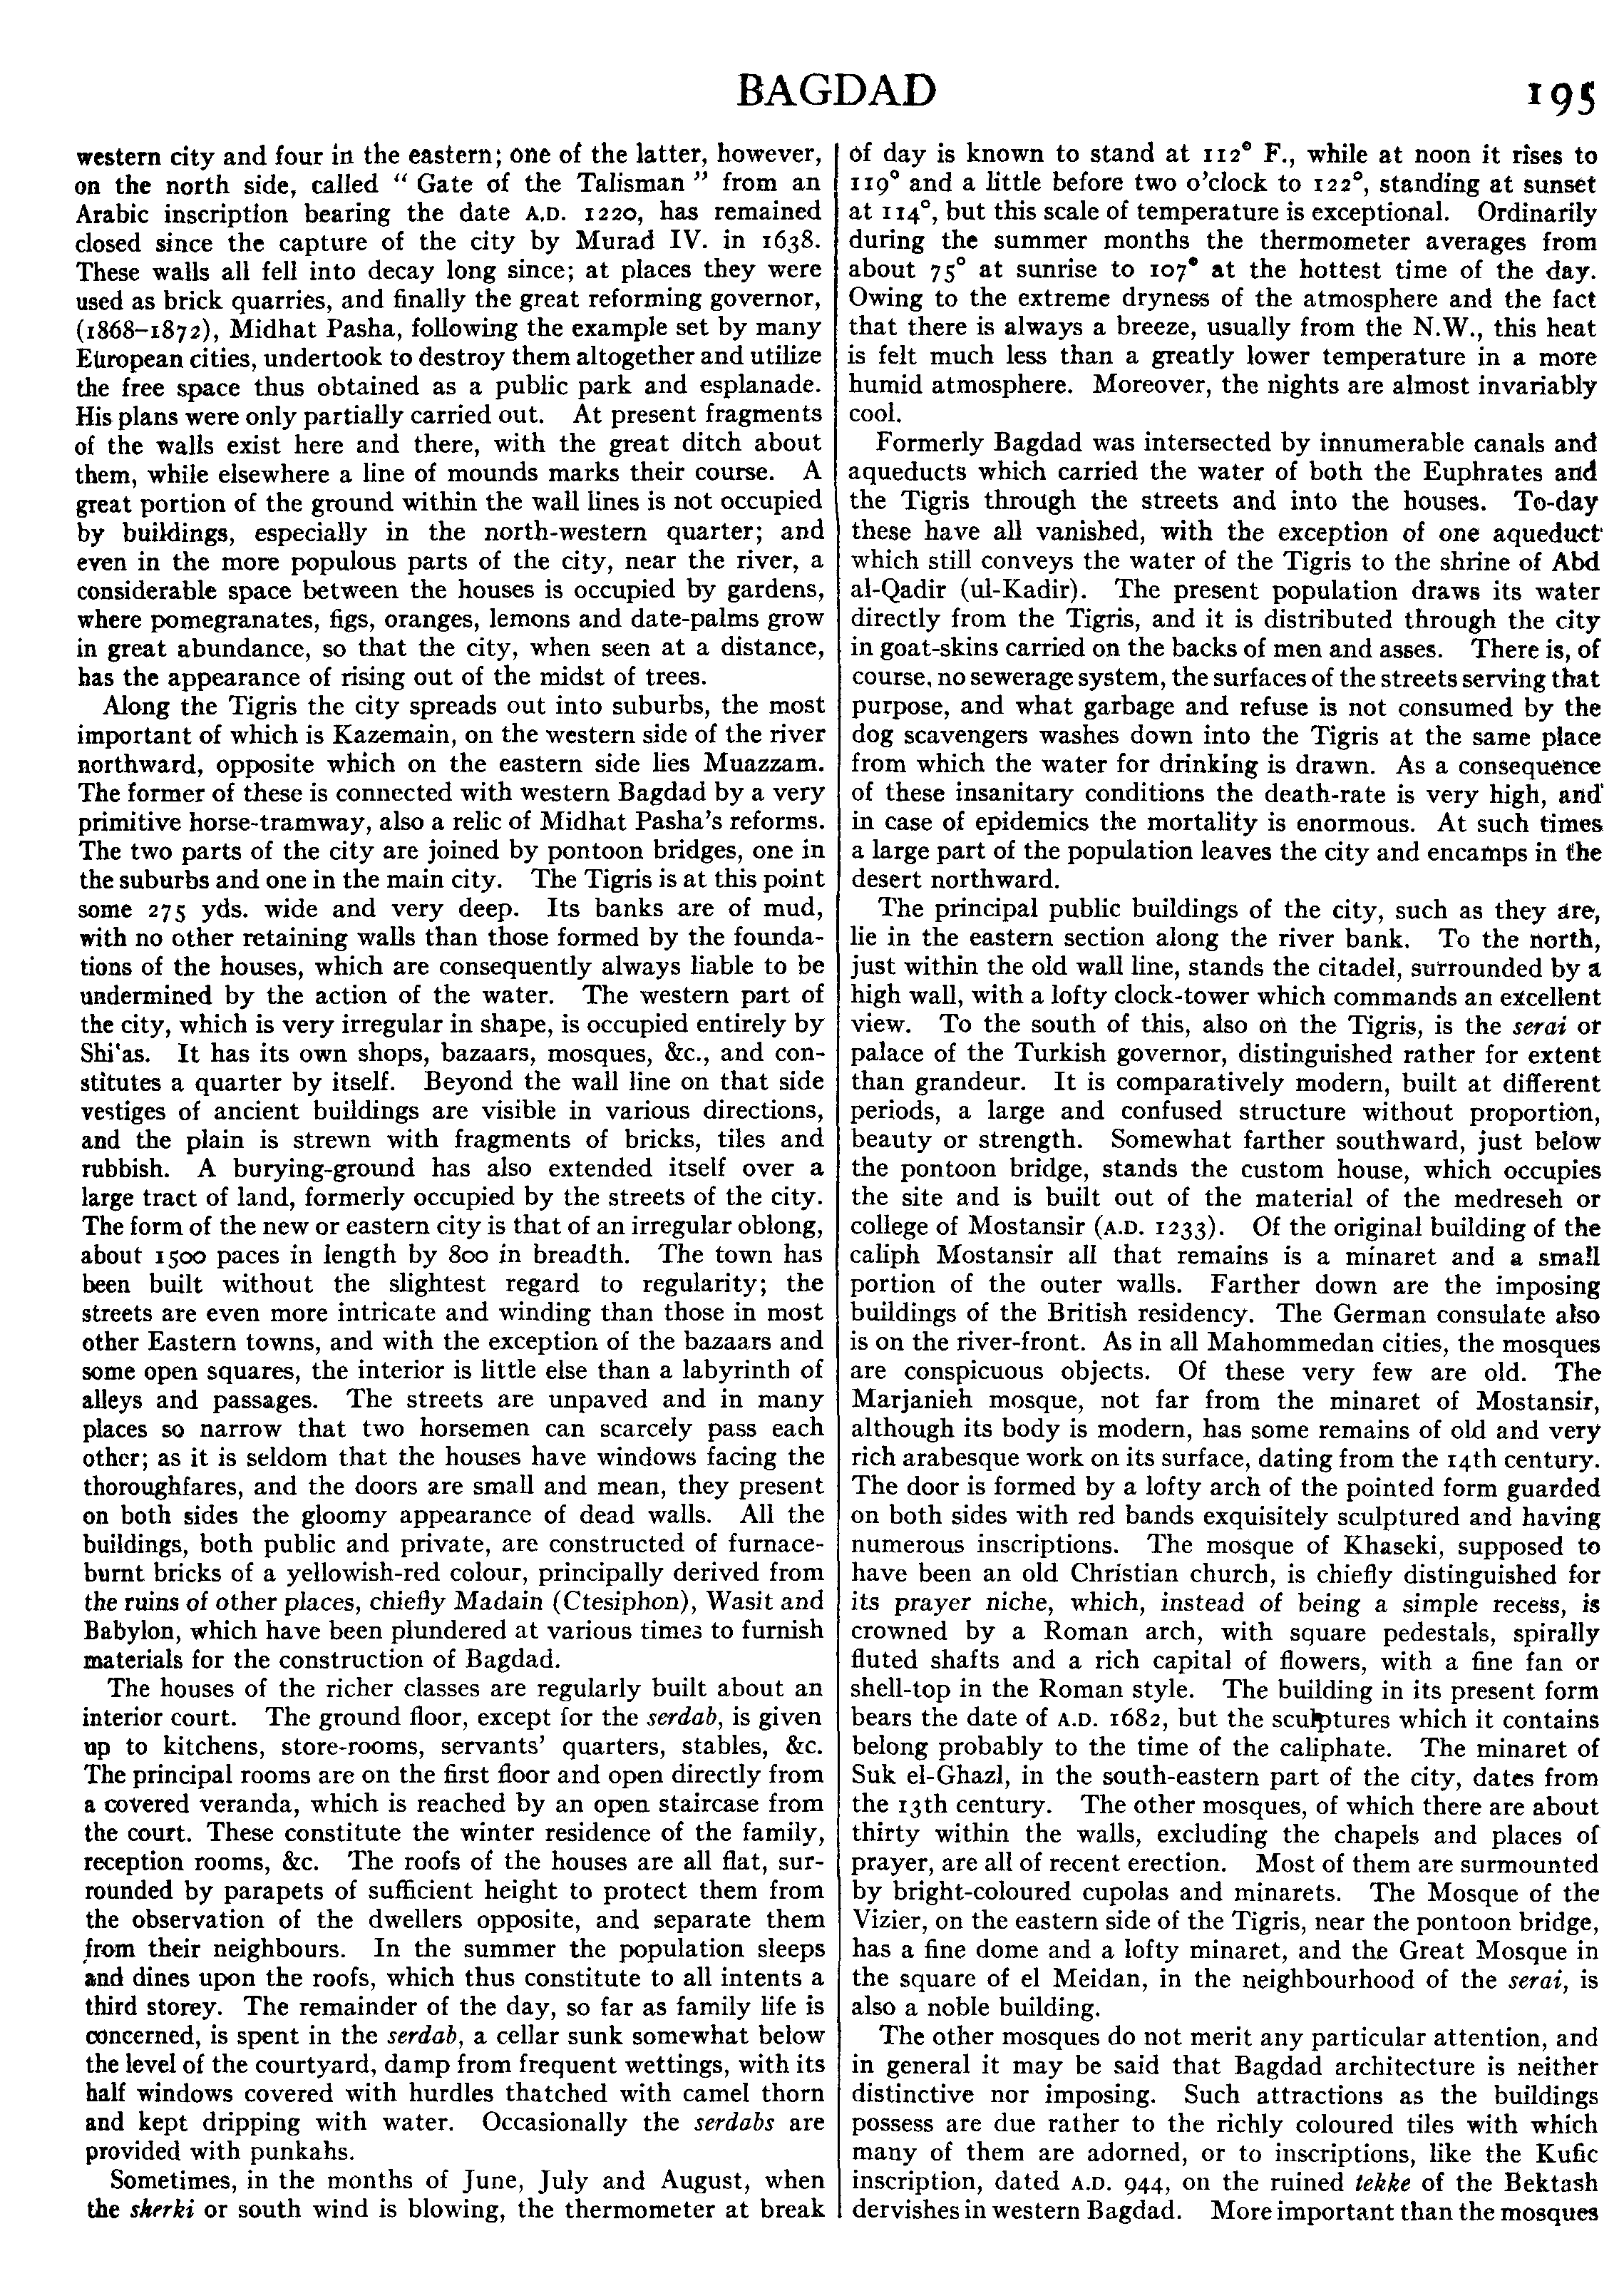 BAGDAD
195
western city and four in the eastern; one of the latter, however,
on the north side, called “ Gate of the Talisman ” from an
Arabic inscription bearing the date A.D. 1220, has remained
closed since the capture of the city by Murad IV. in 1638.
These walls all fell into decay long since; at places they were
used as brick quarries, and finally the great reforming governor,
(1868–1872), Midhat Pasha, following the example set by many
European cities, undertook to destroy them altogether and utilize
the free space thus obtained as a public park and esplanade.
His plans were only partially carried out. At present fragments
of the walls exist here and there, with the great ditch about
them, while elsewhere a line of mounds marks their course. A
great portion of the ground within the wall lines is not occupied
by buildings, especially in the north-western quarter; and
even in the more populous parts of the city, near the river, a
considerable space between the houses is occupied by gardens,
where pomegranates, figs, oranges, lemons and date-palms grow
in great abundance, so that the city, when seen at a distance,
has the appearance of rising out of the midst of trees.
Along the Tigris the city spreads out into suburbs, the most
important of which is Kazemain, on the western side of the river
northward, opposite which on the eastern side lies Muazzam.
The former of these is connected with western Bagdad by a very
primitive horse-tramway, also a relic of Midhat Pasha’s reforms.
The two parts of the city are joined by pontoon bridges, one in
the suburbs and one in the main city. The Tigris is at this point
some 275 yds. wide and very deep. Its banks are of mud,
with no other retaining walls than those formed by the founda-
tions of the houses, which are consequently always liable to be
undermined by the action of the water. The western part of
the city, which is very irregular in shape, is occupied entirely by
Shi‘as. It has its own shops, bazaars, mosques, &c., and con-
stitutes a quarter by itself. Beyond the wall line on that side
vestiges of ancient buildings are visible in various directions,
and the plain is strewn with fragments of bricks, tiles and
rubbish. A burying-ground has also extended itself over a
large tract of land, formerly occupied by the streets of the city.
The form of the new or eastern city is that of an irregular oblong,
about 1500 paces in length by 800 in breadth. The town has
been built without the slightest regard to regularity; the
streets are even more intricate and winding than those in most
other Eastern towns, and with the exception of the bazaars and
some open squares, the interior is little else than a labyrinth of
alleys and passages. The streets are unpaved and in many
places so narrow that two horsemen can scarcely pass each
other; as it is seldom that the houses have windows facing the
thoroughfares, and the doors are small and mean, they present
on both sides the gloomy appearance of dead walls. All the
buildings, both public and private, are constructed of furnace-
burnt bricks of a yellowish-red colour, principally derived from
the ruins of other places, chiefly Madain (Ctesiphon), Wasit and
Babylon, which have been plundered at various times to furnish
materials for the construction of Bagdad.
The houses of the richer classes are regularly built about an
interior court. The ground floor, except for the serdab, is given
up to kitchens, store-rooms, servants’ quarters, stables, &c.
The principal rooms are on the first floor and open directly from
a covered veranda, which is reached by an open staircase from
the court. These constitute the winter residence of the family,
reception rooms, &c. The roofs of the houses are all flat, sur-
rounded by parapets of sufficient height to protect them from
the observation of the dwellers opposite, and separate them
from their neighbours. In the summer the population sleeps
and dines upon the roofs, which thus constitute to all intents a
third storey. The remainder of the day, so far as family life is
concerned, is spent in the serdab, a cellar sunk somewhat below
the level of the courtyard, damp from frequent wettings, with its
half windows covered with hurdles thatched with camel thorn
and kept dripping with water. Occasionally the serdabs are
provided with punkahs.
Sometimes, in the months of June, July and August, when
the sherki or south wind is blowing, the thermometer at break
of day is known to stand at 112° F., while at noon it rises to
119° and a little before two o’clock to 122°, standing at sunset
at 114°, but this scale of temperature is exceptional. Ordinarily
during the summer months the thermometer averages from
about 75° at sunrise to 107° at the hottest time of the day.
Owing to the extreme dryness of the atmosphere and the fact
that there is always a breeze, usually from the N.W., this heat
is felt much less than a greatly lower temperature in a more
humid atmosphere. Moreover, the nights are almost invariably
cool.
Formerly Bagdad was intersected by innumerable canals and
aqueducts which carried the water of both the Euphrates and
the Tigris through the streets and into the houses. To-day
these have all vanished, with the exception of one aqueduct
which still conveys the water of the Tigris to the shrine of Abd
al-Qadir (ul-Kadir). The present population draws its water
directly from the Tigris, and it is distributed through the city
in goat-skins carried on the backs of men and asses. There is, of
course, no sewerage system, the surfaces of the streets serving that
purpose, and what garbage and refuse is not consumed by the
dog scavengers washes down into the Tigris at the same place
from which the water for drinking is drawn. As a consequence
of these insanitary conditions the death-rate is very high, and
in case of epidemics the mortality is enormous. At such times
a large part of the population leaves the city and encamps in the
desert northward.
The principal public buildings of the city, such as they are,
lie in the eastern section along the river bank. To the north,
just within the old wall line, stands the citadel, surrounded by a
high wall, with a lofty clock-tower which commands an excellent
view. To the south of this, also on the Tigris, is the serai or
palace of the Turkish governor, distinguished rather for extent
than grandeur. It is comparatively modern, built at different
periods, a large and confused structure without proportion,
beauty or strength. Somewhat farther southward, just below
the pontoon bridge, stands the custom house, which occupies
the site and is built out of the material of the medreseh or
college of Mostansir (A.D. 1233). Of the original building of the
caliph Mostansir all that remains is a minaret and a small
portion of the outer walls. Farther down are the imposing
buildings of the British residency. The German consulate also
is on the river-front. As in all Mahommedan cities, the mosques
are conspicuous objects. Of these very few are old. The
Marjanieh mosque, not far from the minaret of Mostansir,
although its body is modern, has some remains of old and very
rich arabesque work on its surface, dating from the 14th century.
The door is formed by a lofty arch of the pointed form guarded
on both sides with red bands exquisitely sculptured and having
numerous inscriptions. The mosque of Khaseki, supposed to
have been an old Christian church, is chiefly distinguished for
its prayer niche, which, instead of being a simple recess, is
crowned by a Roman arch, with square pedestals, spirally
fluted shafts and a rich capital of flowers, with a fine fan or
shell-top in the Roman style. The building in its present form
bears the date of A.D. 1682, but the sculptures which it contains
belong probably to the time of the caliphate. The minaret of
Suk el-Ghazl, in the south-eastern part of the city, dates from
the 13th century. The other mosques, of which there are about
thirty within the walls, excluding the chapels and places of
prayer, are all of recent erection. Most of them are surmounted
by bright-coloured cupolas and minarets. The Mosque of the
Vizier, on the eastern side of the Tigris, near the pontoon bridge,
has a fine dome and a lofty minaret, and the Great Mosque in
the square of el Meidan, in the neighbourhood of the serai, is
also a noble building.
The other mosques do not merit any particular attention, and
in general it may be said that Bagdad architecture is neither
distinctive nor imposing. Such attractions as the buildings
possess are due rather to the richly coloured tiles with which
many of them are adorned, or to inscriptions, like the Kufic
inscription, dated A.D. 944, on the ruined tekke of the Bektash
dervishes in western Bagdad. More important than the mosques